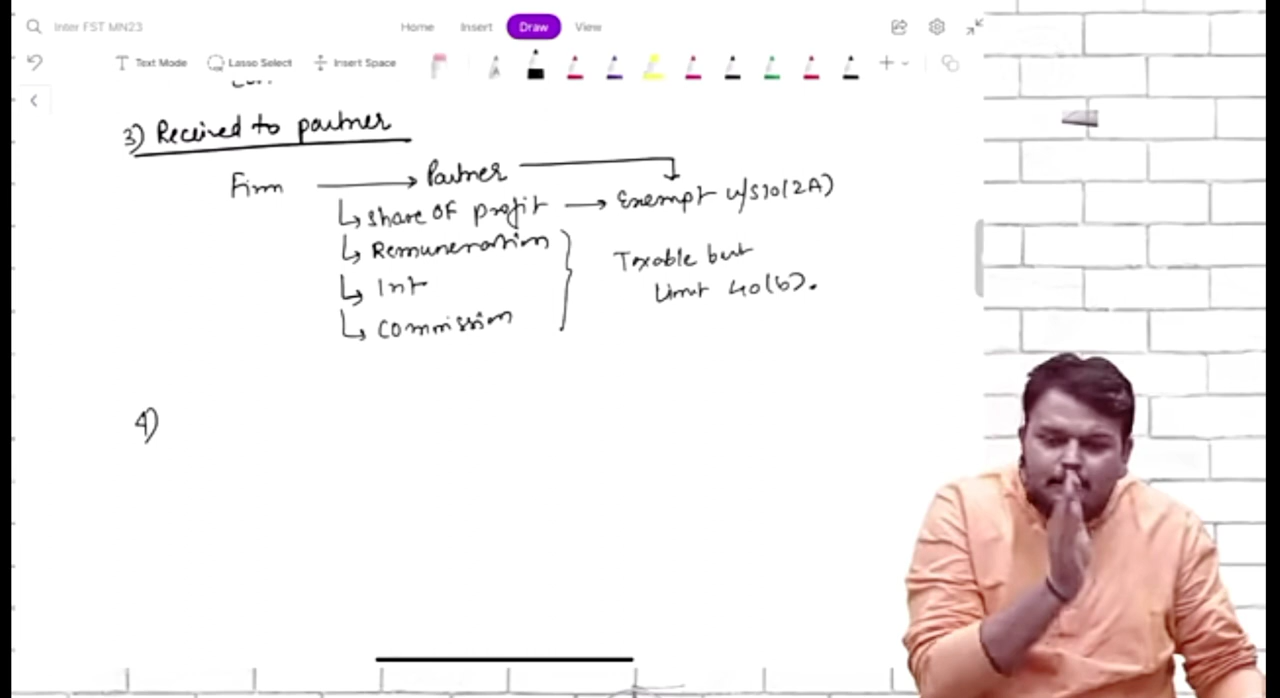 Inter FST MN23
Home Insert Draw View
Text Mode Lasso Select Insert Space
3) Received to partner
Firm → Partner
↳ Share OF profit → Exempt u/s 10(2A)
↳ Remuneration
↳ Int
↳ Commission
Taxable but
Limit 40(b).
4)